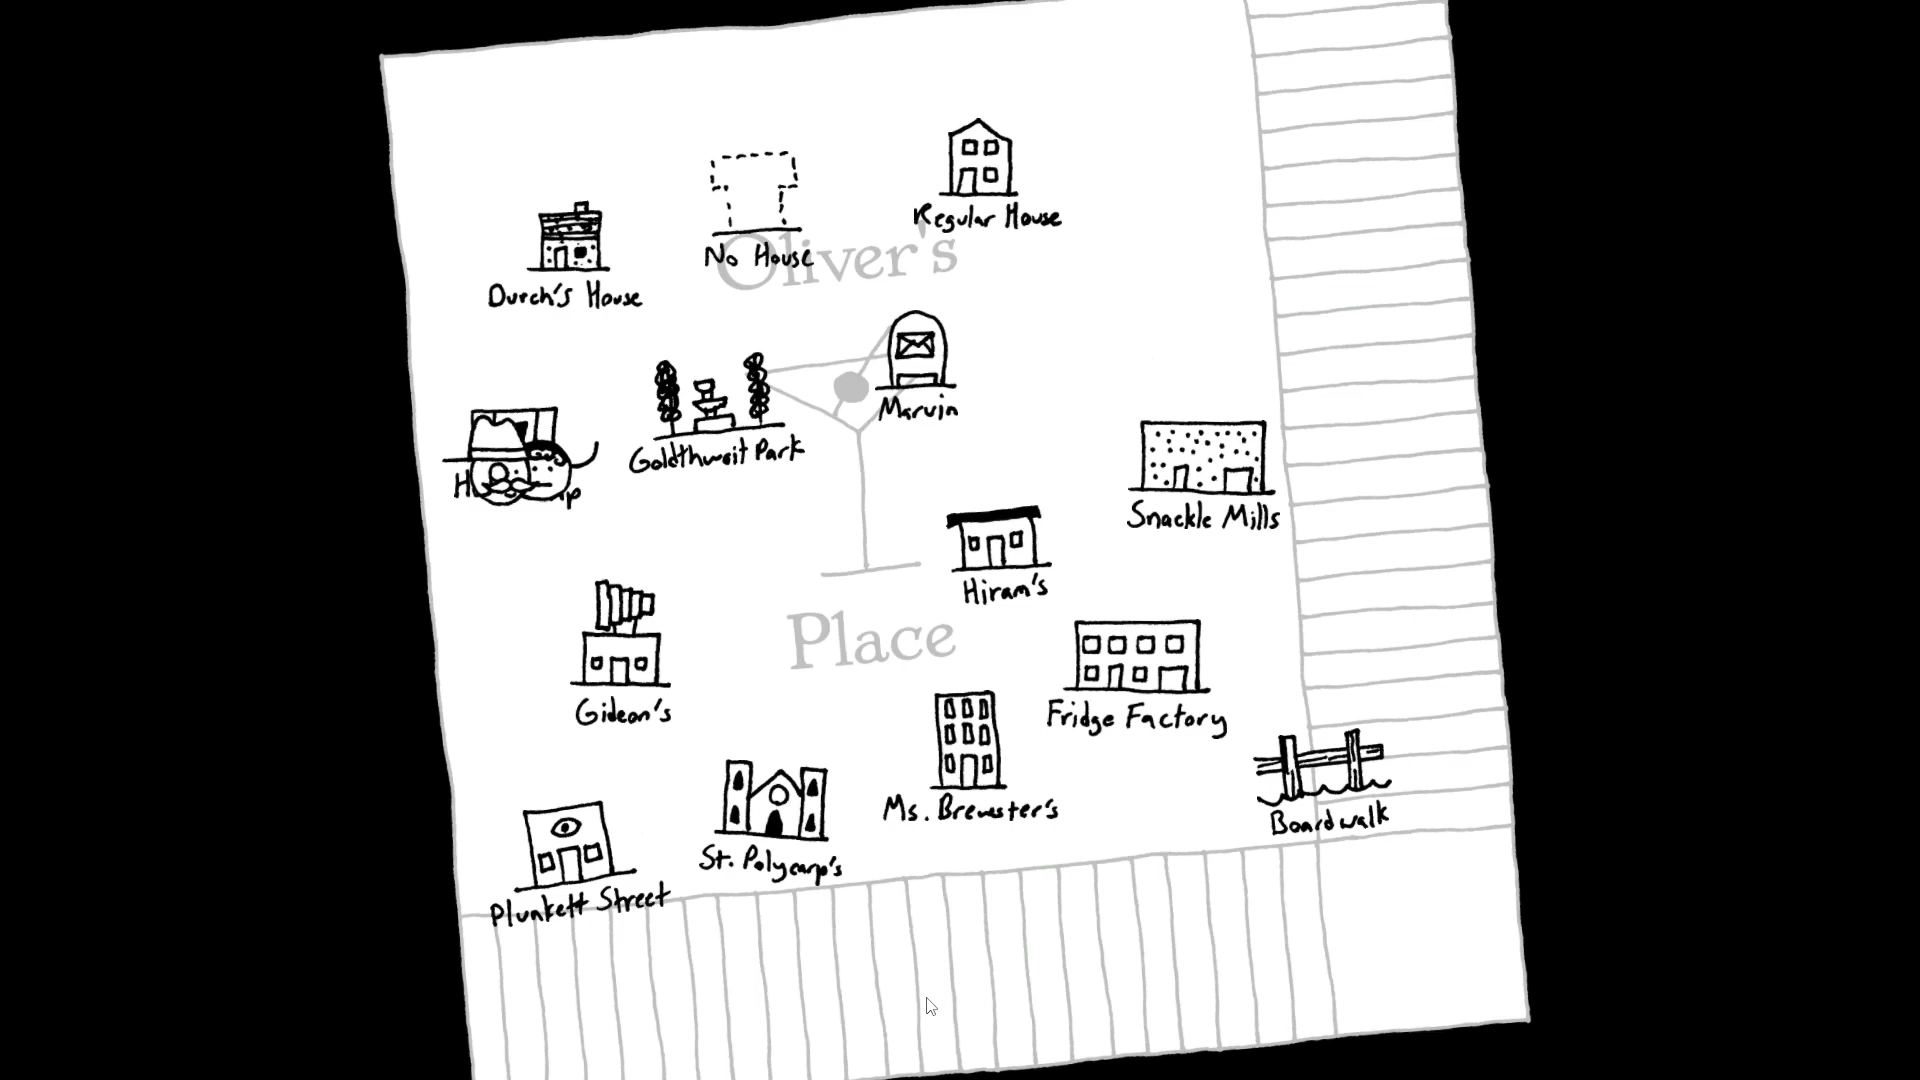 Regular House
Oliver's
No House
Durch's House
Marvin
Goldthwait Park
Snackle Mills
Hiram's
Place
Gideon's
Fridge Factory
Ms. Brewster's
Boardwalk
St. Polycarp's
Plunkett Street